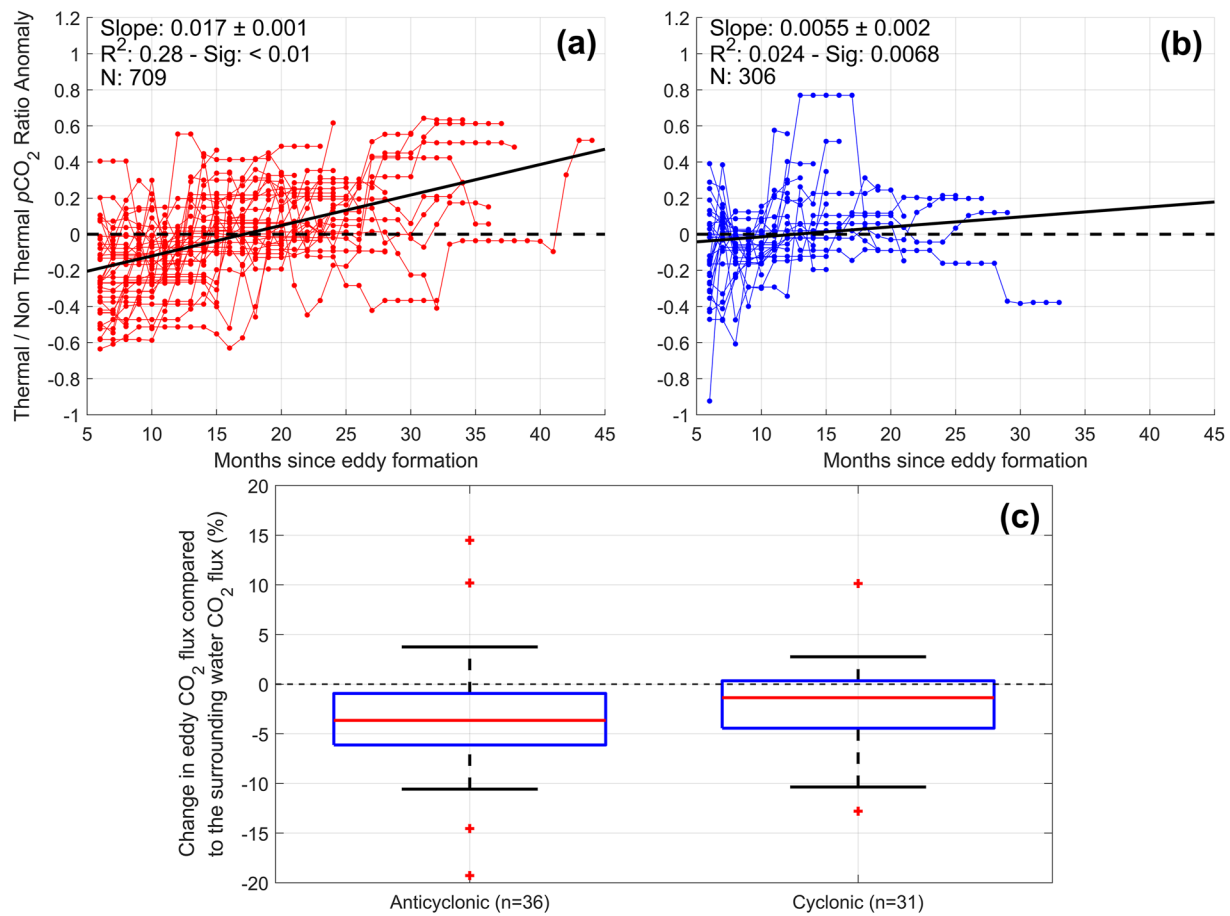 Slope: 0.017 ± 0.001
R²: 0.28 - Sig: < 0.01
N: 709
(a)
Thermal / Non Thermal pCO₂ Ratio Anomaly
1.2
1
0.8
0.6
0.4
0.2
0
-0.2
-0.4
-0.6
-0.8
-1
5 10 15 20 25 30 35 40 45
Months since eddy formation
Slope: 0.0055 ± 0.002
R²: 0.024 - Sig: 0.0068
N: 306
(b)
1.2
1
0.8
0.6
0.4
0.2
0
-0.2
-0.4
-0.6
-0.8
-1
5 10 15 20 25 30 35 40 45
Months since eddy formation
(c)
Change in eddy CO₂ flux compared
to the surrounding water CO₂ flux (%)
20
15
10
5
0
-5
-10
-15
-20
Anticyclonic (n=36) Cyclonic (n=31)